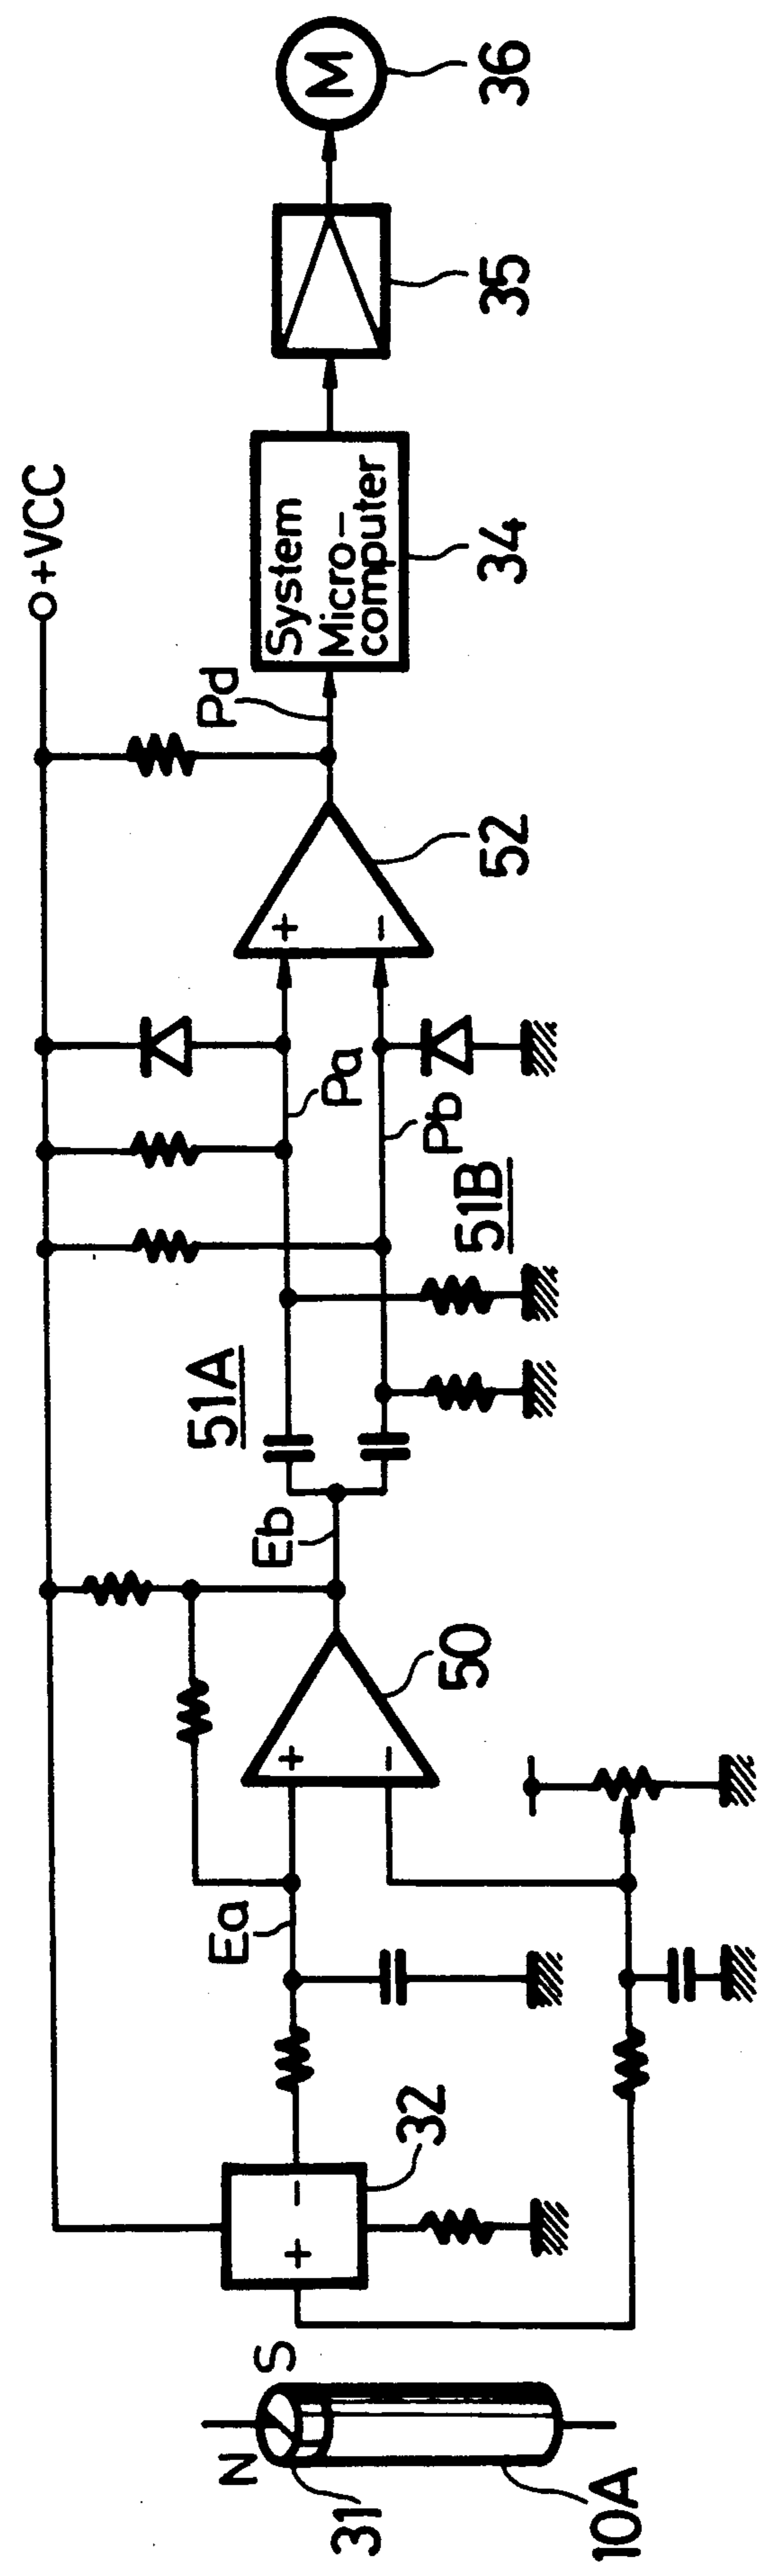 +VCC
N
S
31
10A
+
-
32
Ea
+
-
50
Eb
51A
51B
Pa
Pb
+
-
52
Pd
System
Micro-
computer
34
35
M
36